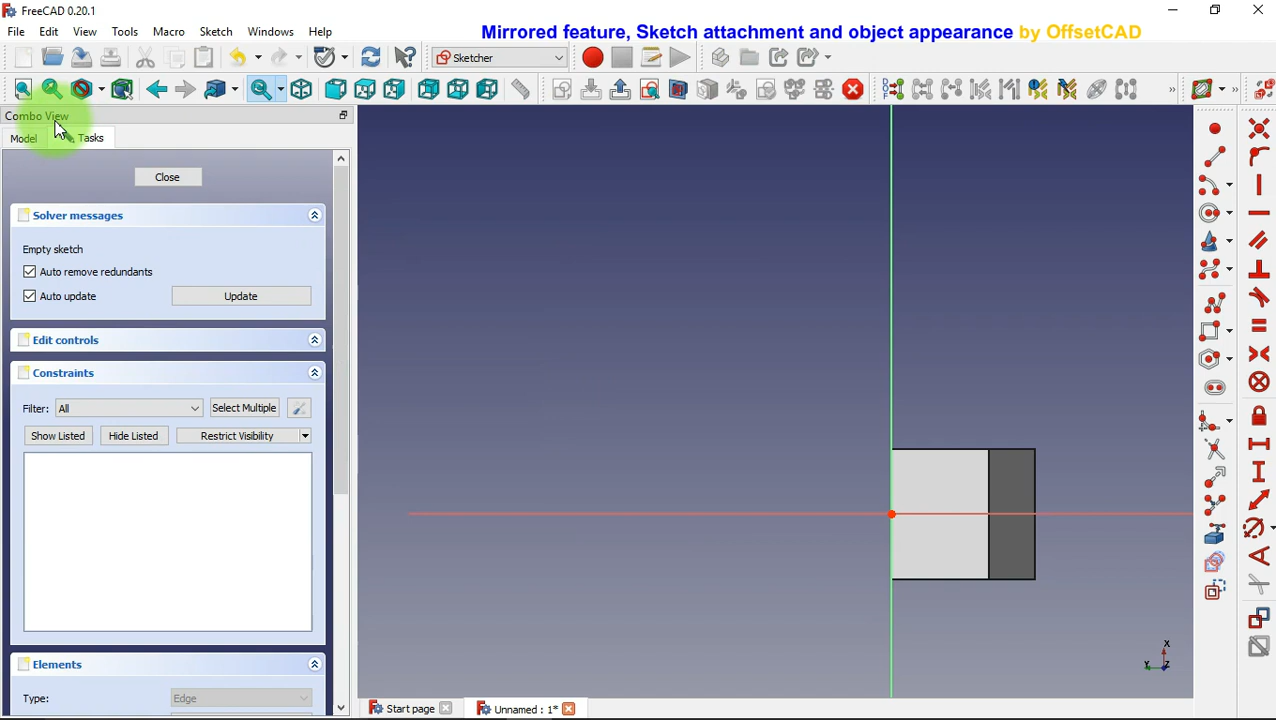 FreeCAD 0.20.1
Mirrored feature, Sketch attachment and object appearance by OffsetCAD
File Edit View Tools Macro Sketch Windows Help
Sketcher
Combo View
Model Tasks
Close
Solver messages
Empty sketch
Auto remove redundants
Auto update Update
Edit controls
Constraints
Filter: All Select Multiple
Show Listed Hide Listed Restrict Visibility
Elements
Type: Edge
X
Y Z
Start page Unnamed : 1*